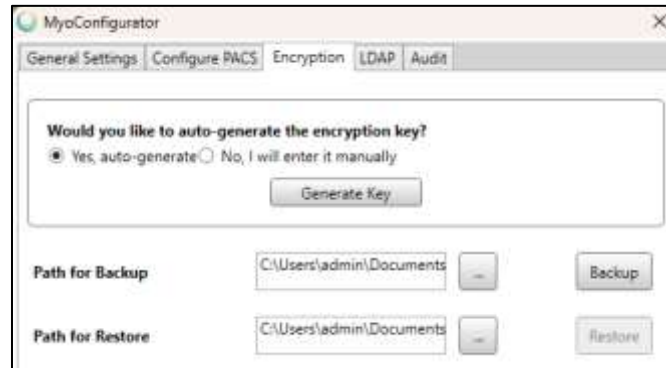 MyoConfigurator
General Settings Configure PACS Encryption LDAP Audit
Would you like to auto-generate the encryption key?
Yes, auto-generate No, I will enter it manually
Generate Key
Path for Backup C:\Users\admin\Documents ... Backup
Path for Restore C:\Users\admin\Documents ... Restore